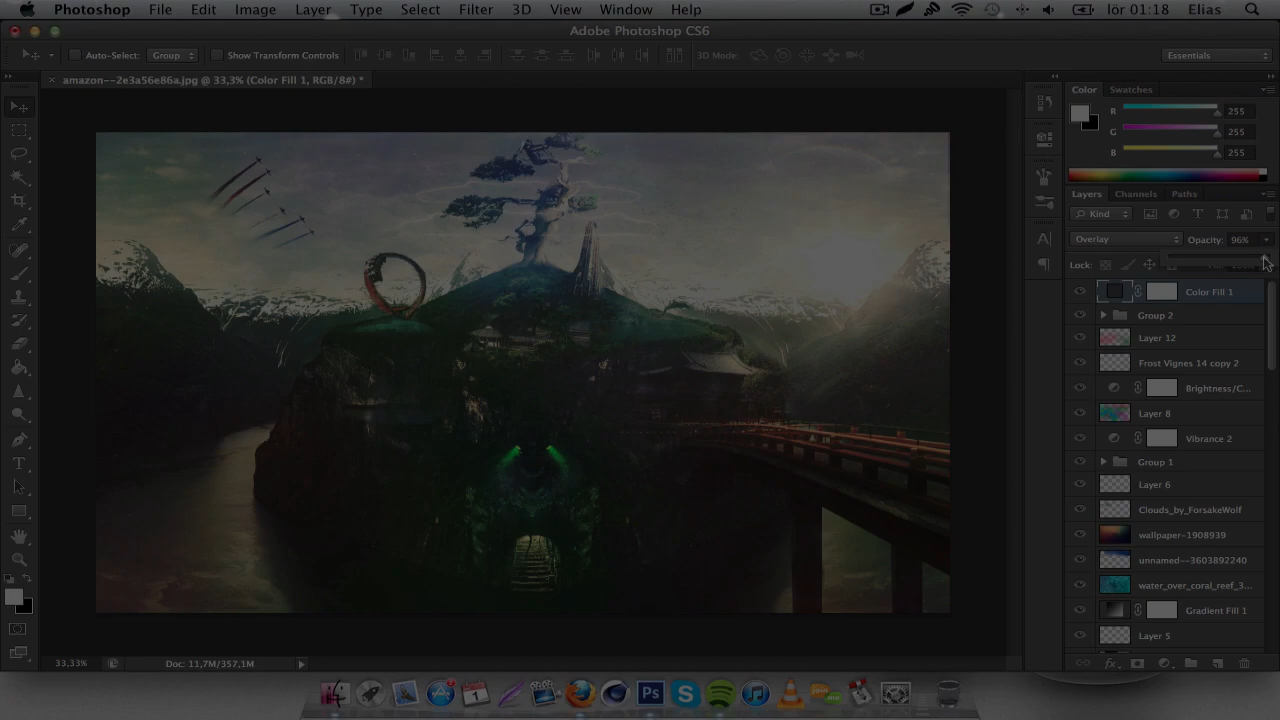 Photoshop File Edit Image Layer Type Select Filter 3D View Window Help lör 01:18 Elias
Adobe Photoshop CS6
Auto-Select: Group Show Transform Controls 3D Mode: Essentials
amazon--2e3a56e86a.jpg @ 33,3% (Color Fill 1, RGB/8#) *
Color Swatches
R 255
G 255
B 255
Layers Channels Paths
Kind
Overlay Opacity: 96%
Lock:
Color Fill 1
Group 2
Layer 12
Frost Vignes 14 copy 2
Brightness/C...
Layer 8
Vibrance 2
Group 1
Layer 6
Clouds_by_ForsakeWolf
wallpaper-1908939
unnamed--3603892240
water_over_coral_reef_3...
Gradient Fill 1
Layer 5
33,33% Doc: 11,7M/357,1M